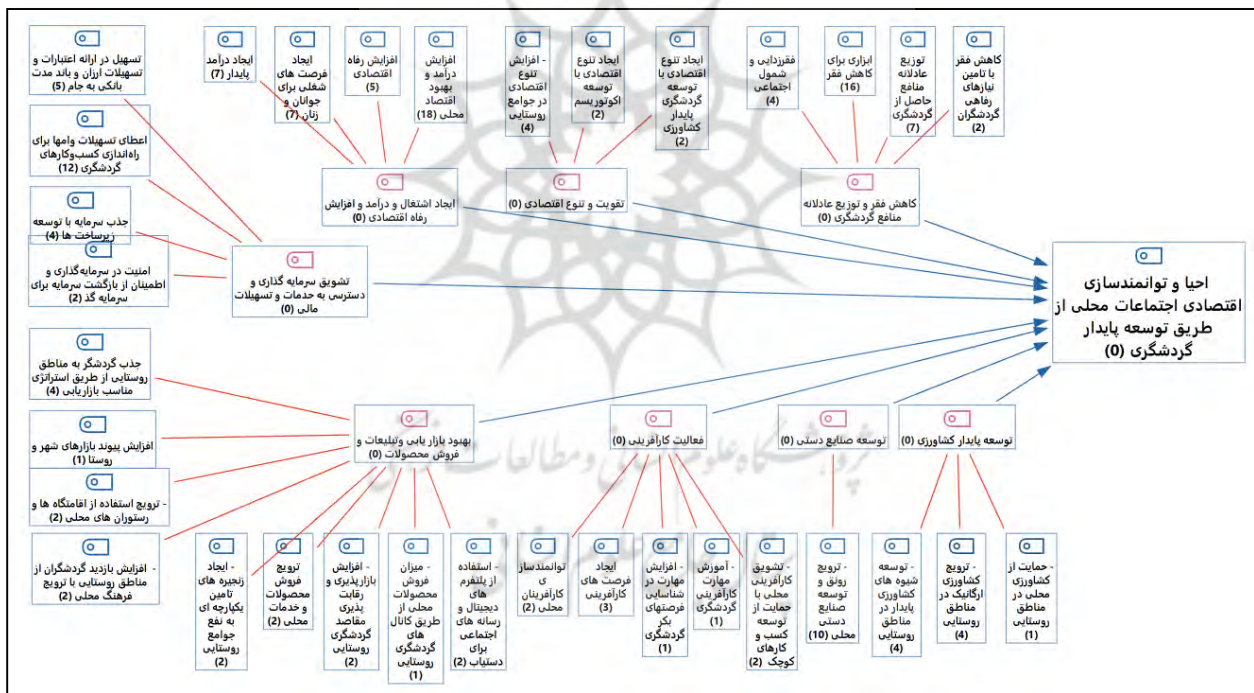 تسهیل در ارائه اعتبارات و
تسهیلات ارزان و باند مدت
بانکی به جام (5)
ایجاد درآمد
پایدار (7)
ایجاد
فرصت های
شغلی برای
جوانان و
زنان (7)
افزایش رفاه
اقتصادی
(5)
افزایش
درآمد و
بهبود
اقتصاد
محلی (18)
- افزایش
تنوع
اقتصادی
در جوامع
روستایی
(4)
ایجاد تنوع
اقتصادی با
توسعه
اکوتوریسم
(2)
ایجاد تنوع
اقتصادی با
توسعه
گردشگری
پایدار
کشاورزی
(2)
فقرزدایی و
شمول
اجتماعی
(4)
ابزاری برای
کاهش فقر
(16)
توزیع
عادلانه
منافع
حاصل از
گردشگری
(7)
کاهش فقر
با تامین
نیازهای
رفاهی
گردشگران
(2)
اعطای تسهیلات وامها برای
راه‌اندازی کسب‌وکارهای
گردشگری (12)
جذب سرمایه با توسعه
زیرساخت ها (4)
امنیت در سرمایه‌گذاری و
اطمینان از بازگشت سرمایه برای
سرمایه گذ (2)
ایجاد اشتغال و درآمد و افزایش
رفاه اقتصادی (0)
تقویت و تنوع اقتصادی (0)
کاهش فقر و توزیع عادلانه
منافع گردشگری (0)
تشویق سرمایه گذاری و
دسترسی به خدمات و تسهیلات
مالی (0)
احیا و توانمندسازی
اقتصادی اجتماعات محلی از
طریق توسعه پایدار
گردشگری (0)
جذب گردشگر به مناطق
روستایی از طریق استراتژی
مناسب بازاریابی (4)
افزایش پیوند بازارهای شهر و
روستا (1)
- ترویج استفاده از اقامتگاه ها و
رستوران های محلی (2)
- افزایش بازدید گردشگران از
مناطق روستایی با ترویج
فرهنگ محلی (2)
بهبود بازار یابی وتبلیعات و
فروش محصولات (0)
فعالیت کارآفرینی (0)
توسعه صنایع دستی (0)
توسعه پایدار کشاورزی (0)
- ایجاد
زنجیره های
تامین
یکپارچه ای
به نفع
جوامع
روستایی
(2)
ترویج
فروش
محصولات
و خدمات
محلی (2)
- افزایش
بازارپذیری و
رقابت
پذیری
مقاصد
گردشگری
روستایی
(2)
- میزان
فروش
محصولات
محلی از
طریق کانال
های
گردشگری
روستایی
(1)
- استفاده
از پلتفرم
های
دیجیتال و
رسانه های
اجتماعی
برای
دستیاب (2)
توانمندساز
ی
کارآفرینان
محلی (2)
ایجاد
فرصت های
کارآفرینی
(3)
- افزایش
مهارت در
شناسایی
فرصتهای
بکر
گردشگری
(1)
- آموزش
مهارت
کارآفرینی
گردشگری
(1)
- تشویق
کارآفرینی
محلی با
حمایت از
توسعه
کسب و
کارهای
کوچک (2)
- ترویج
رونق و
توسعه
صنایع
دستی
محلی (10)
- توسعه
شیوه های
کشاورزی
پایدار در
مناطق
روستایی
(4)
- ترویج
کشاورزی
ارگانیک در
مناطق
روستایی
(4)
- حمایت از
کشاورزی
محلی در
مناطق
روستایی
(1)
پژوهشگاه علوم انسانی و مطالعات فرهنگی